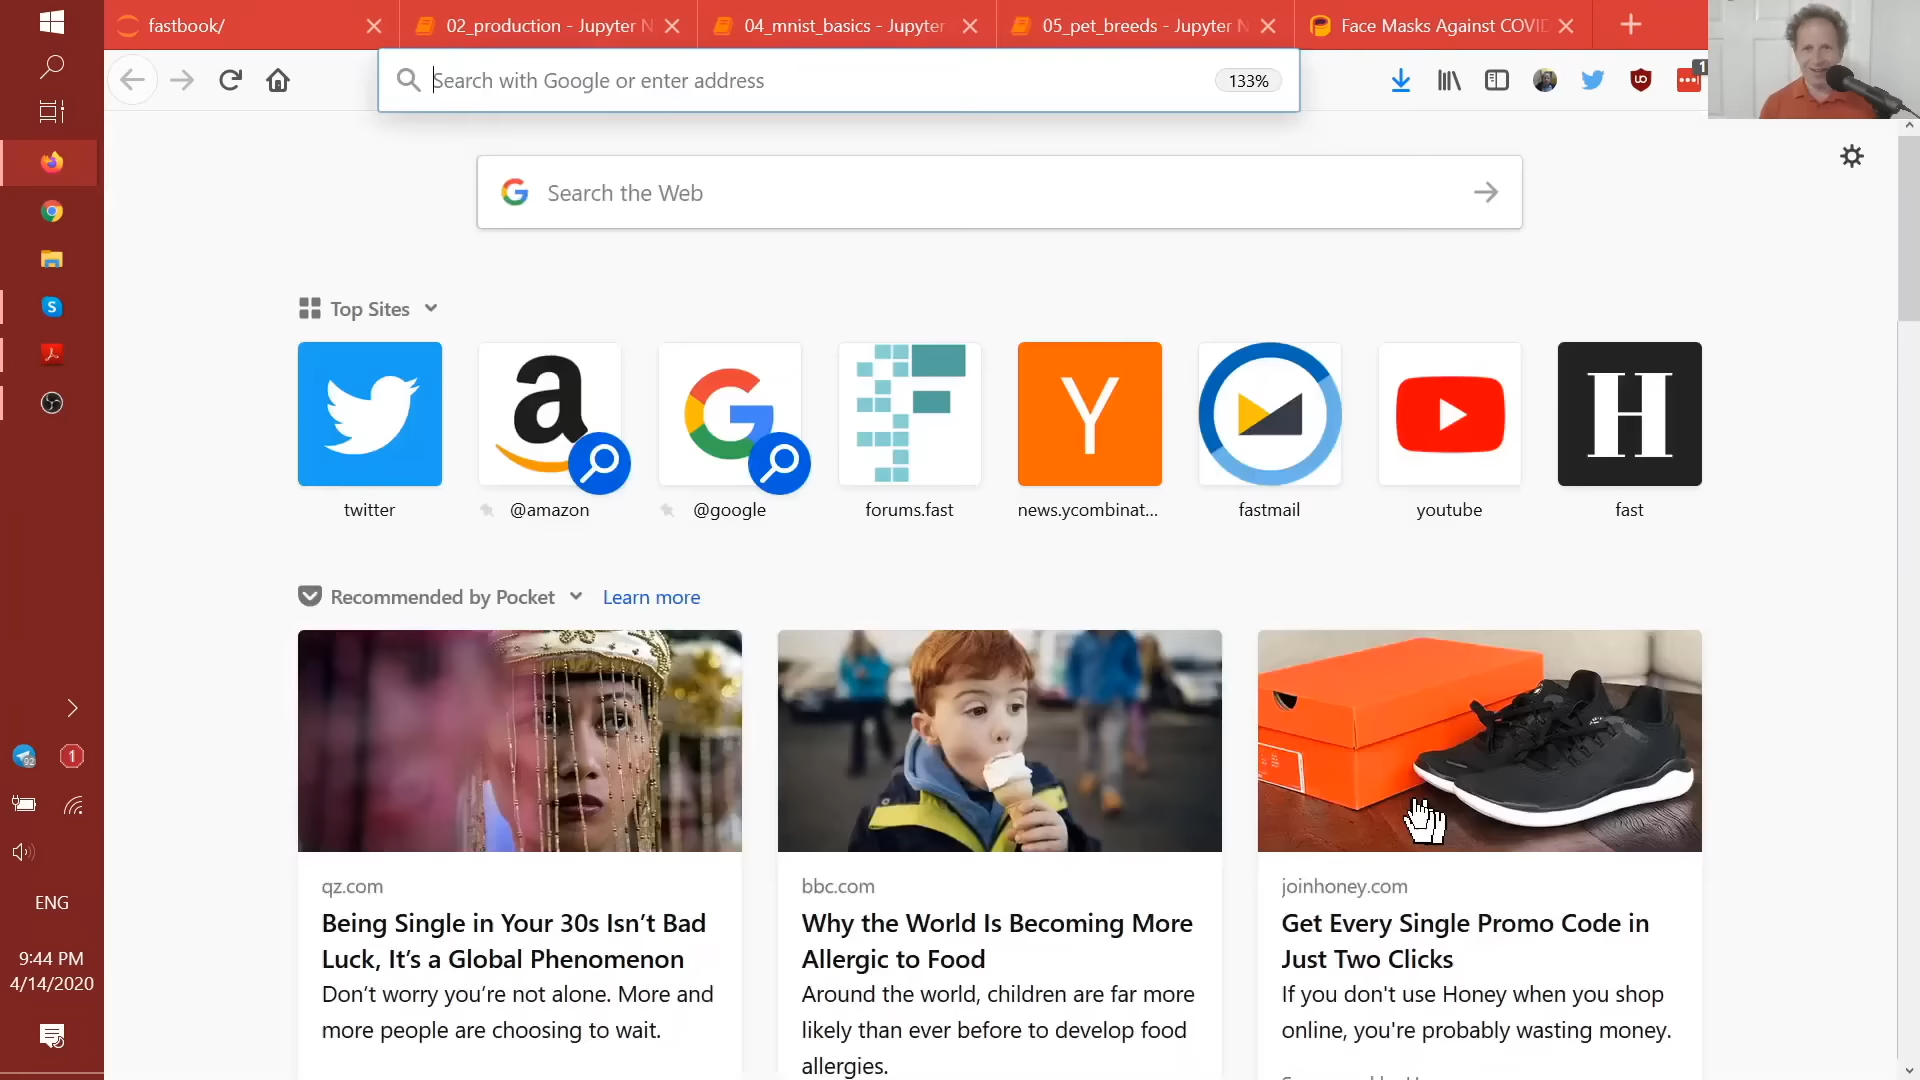 fastbook/
02_production - Jupyter N
04_mnist_basics - Jupyter
05_pet_breeds - Jupyter N
Face Masks Against COVID
Search with Google or enter address
133%
1
Search the Web
Top Sites
twitter
@amazon
@google
forums.fast
news.ycombinat...
fastmail
youtube
fast
Recommended by Pocket
Learn more
qz.com
Being Single in Your 30s Isn’t Bad
Luck, It’s a Global Phenomenon
Don’t worry you’re not alone. More and
more people are choosing to wait.
bbc.com
Why the World Is Becoming More
Allergic to Food
Around the world, children are far more
likely than ever before to develop food
allergies.
joinhoney.com
Get Every Single Promo Code in
Just Two Clicks
If you don't use Honey when you shop
online, you're probably wasting money.
92
1
ENG
9:44 PM
4/14/2020